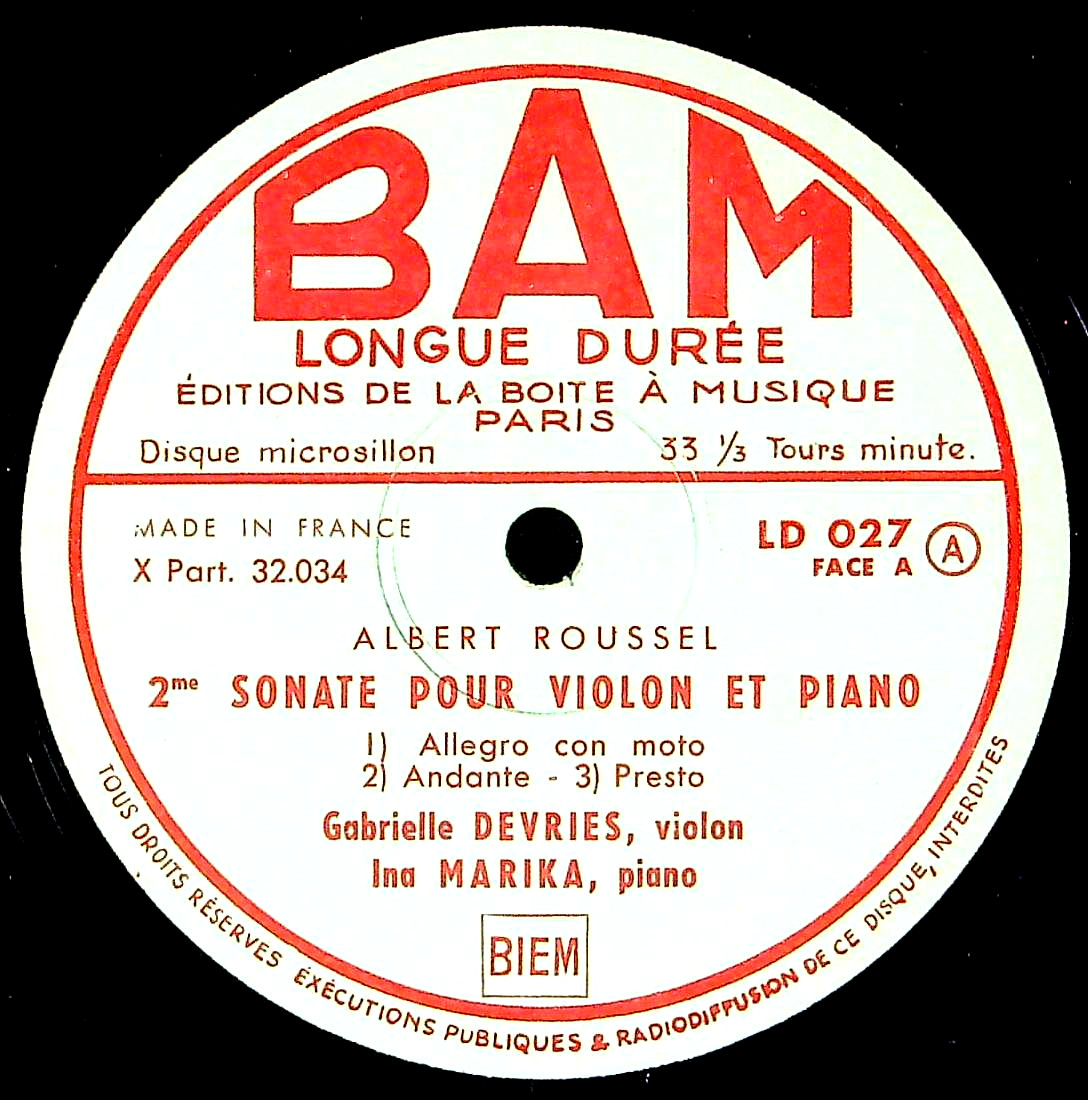 BAM
LONGUE DURÉE
ÉDITIONS DE LA BOITE À MUSIQUE
PARIS
Disque microsillon 33 ⅓ Tours minute.
MADE IN FRANCE
X Part. 32.034
LD 027 A
FACE A
ALBERT ROUSSEL
2me SONATE POUR VIOLON ET PIANO
1) Allegro con moto
2) Andante - 3) Presto
Gabrielle DEVRIES, violon
Ina MARIKA, piano
BIEM
TOUS DROITS RÉSERVES ÉXÉCUTIONS PUBLIQUES & RADIODIFFUSION DE CE DISQUE, INTERDITES